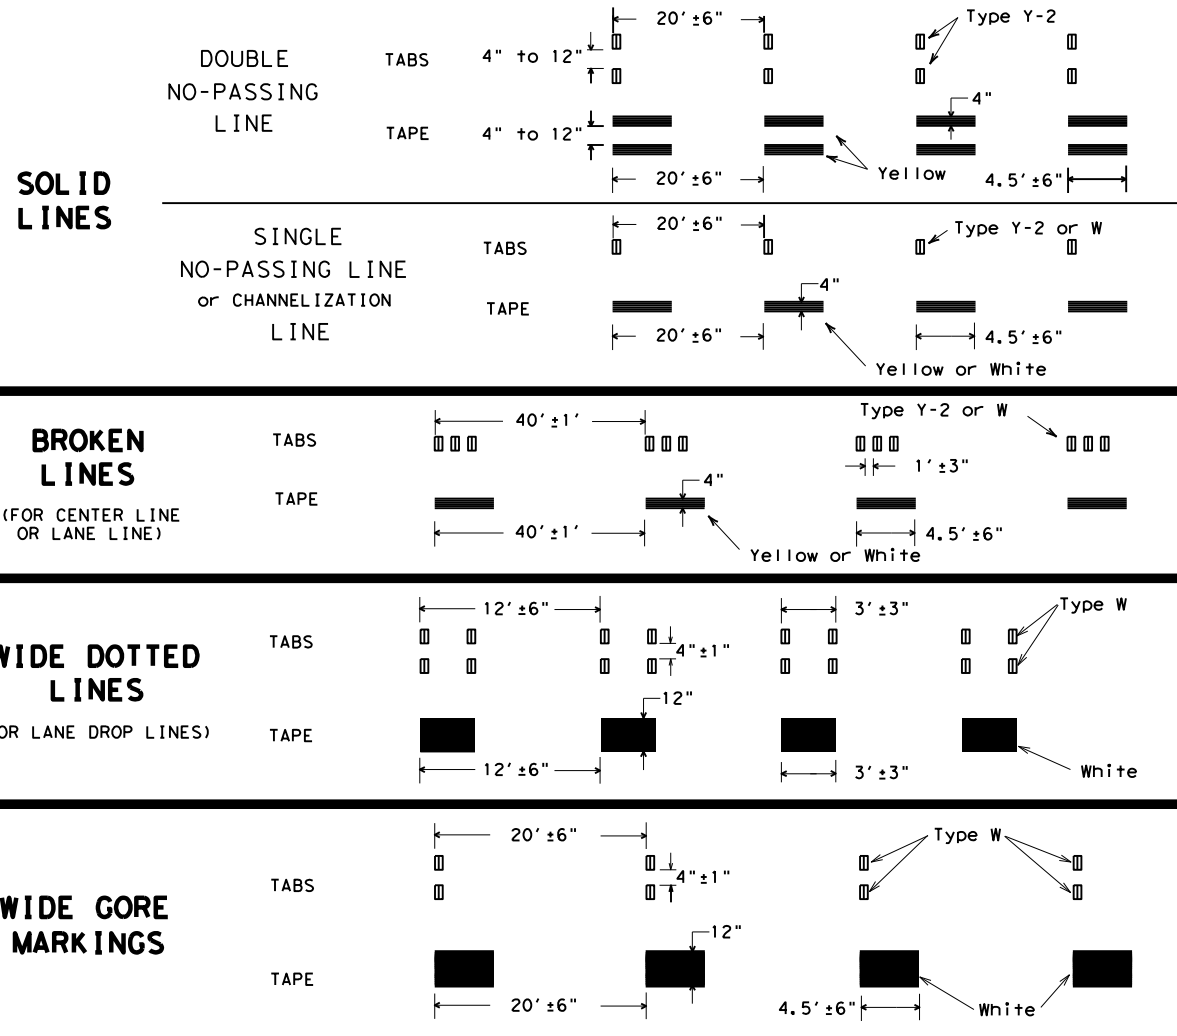 SOLID
LINES
DOUBLE
NO-PASSING
LINE
TABS
4" to 12"
20'±6"
Type Y-2
TAPE
4" to 12"
4"
Yellow
20'±6"
4.5'±6"
SINGLE
NO-PASSING LINE
or CHANNELIZATION
LINE
TABS
20'±6"
Type Y-2 or W
TAPE
4"
20'±6"
4.5'±6"
Yellow or White
BROKEN
LINES
(FOR CENTER LINE
OR LANE LINE)
TABS
40'±1'
Type Y-2 or W
1'±3"
TAPE
4"
40'±1'
4.5'±6"
Yellow or White
WIDE DOTTED
LINES
OR LANE DROP LINES)
TABS
12'±6"
3'±3"
Type W
4"±1"
TAPE
12"
12'±6"
3'±3"
White
WIDE GORE
MARKINGS
TABS
20'±6"
Type W
4"±1"
TAPE
12"
20'±6"
4.5'±6"
White